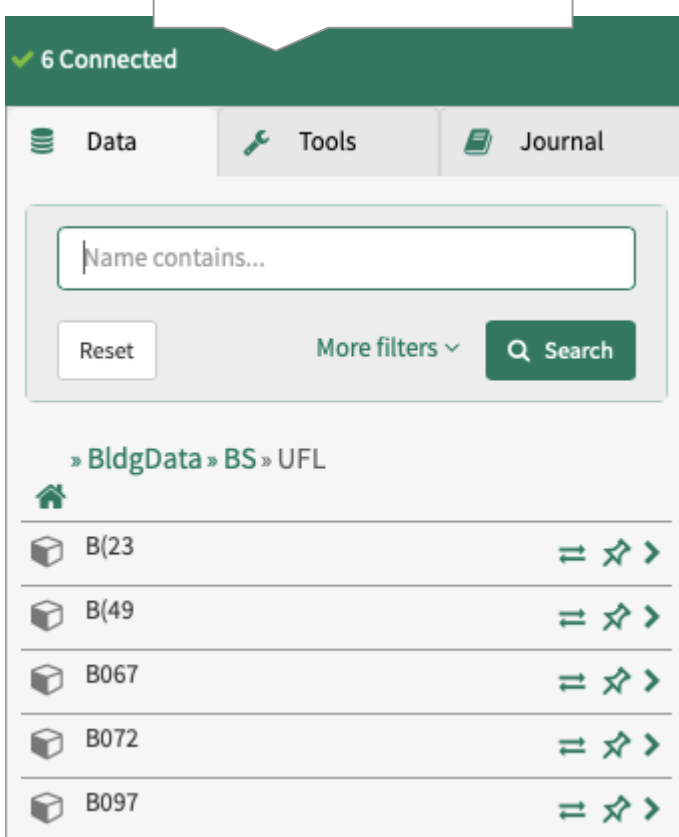 6 Connected
Data Tools Journal
Name contains...
Reset More filters Search
» BldgData » BS » UFL
B(23
B(49
B067
B072
B097